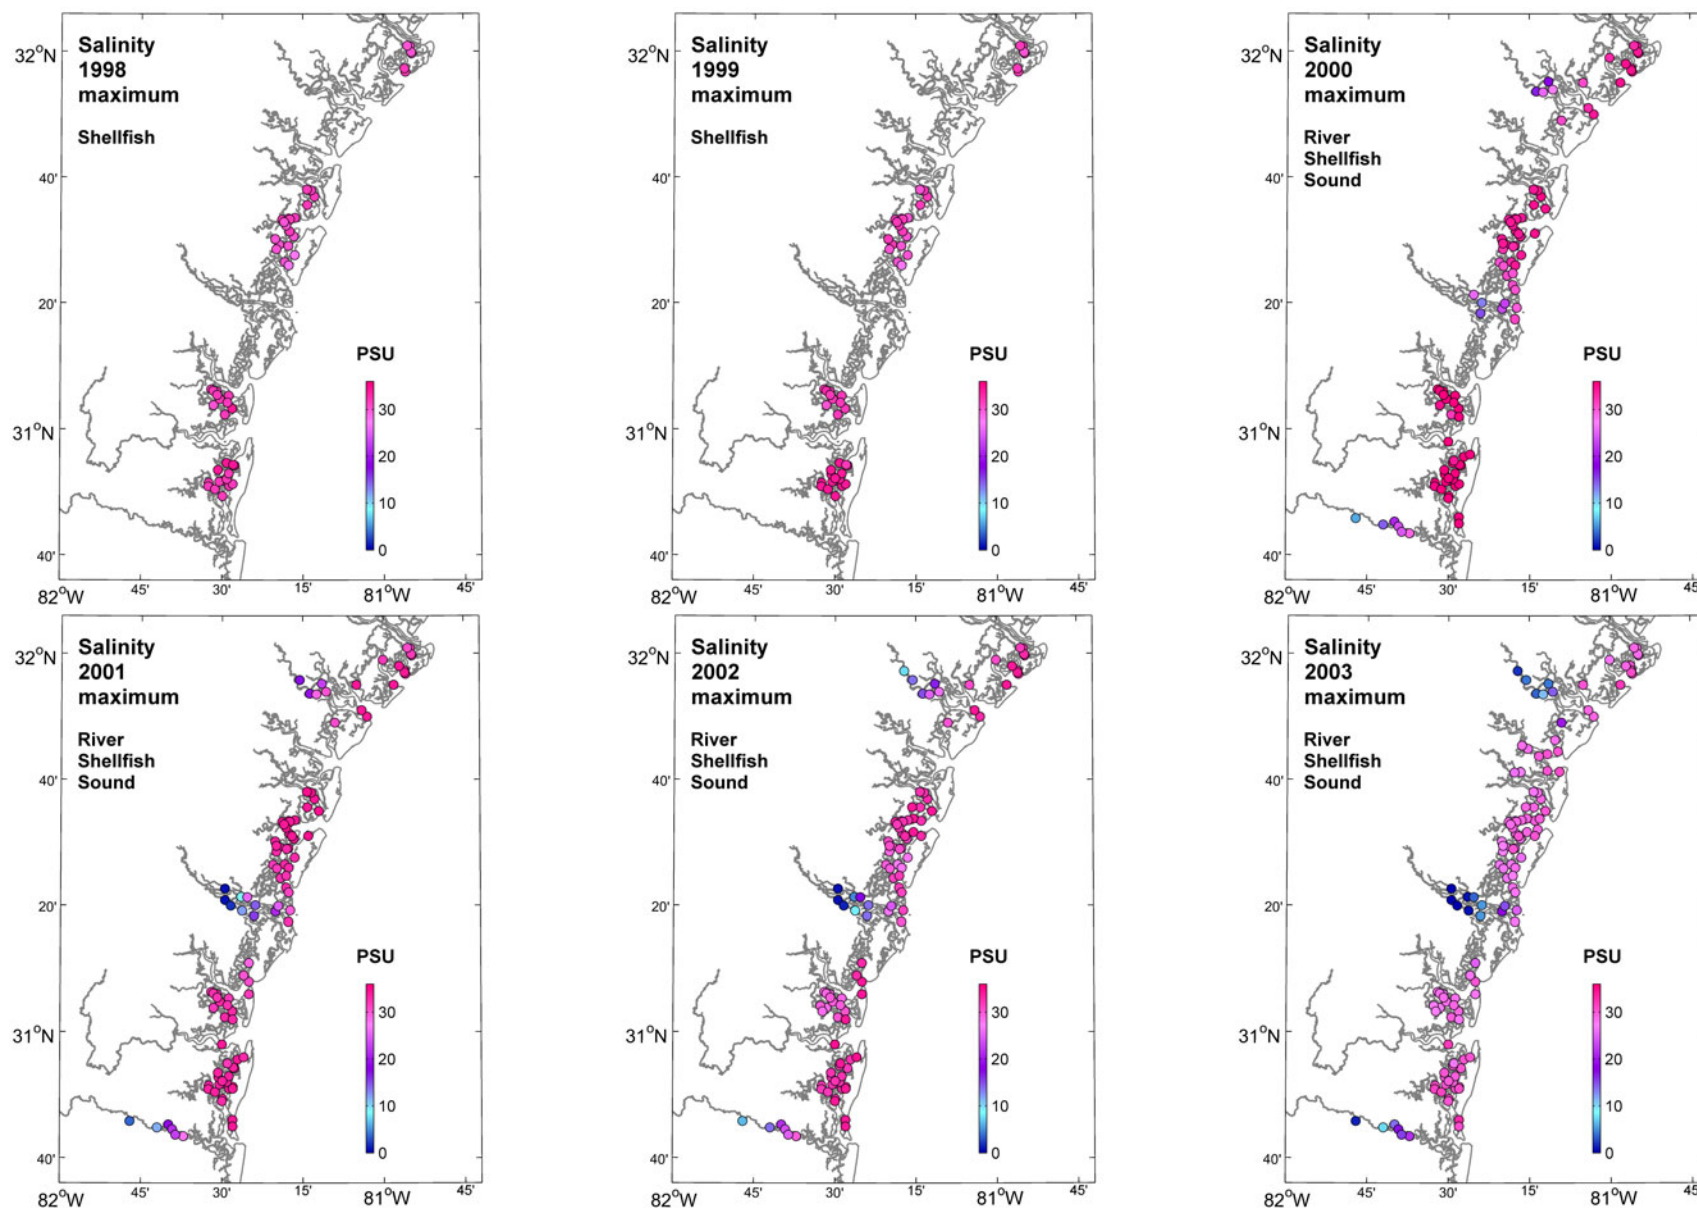 Salinity
1998
maximum
Shellfish
32°N
40'
20'
31°N
40'
PSU
30
20
10
0
82°W
45'
30'
15'
81°W
45'
Salinity
1999
maximum
Shellfish
32°N
40'
20'
31°N
40'
PSU
30
20
10
0
82°W
45'
30'
15'
81°W
45'
Salinity
2000
maximum
River
Shellfish
Sound
32°N
40'
20'
31°N
40'
PSU
30
20
10
0
82°W
45'
30'
15'
81°W
45'
Salinity
2001
maximum
River
Shellfish
Sound
32°N
40'
20'
31°N
40'
PSU
30
20
10
0
82°W
45'
30'
15'
81°W
45'
Salinity
2002
maximum
River
Shellfish
Sound
32°N
40'
20'
31°N
40'
PSU
30
20
10
0
82°W
45'
30'
15'
81°W
45'
Salinity
2003
maximum
River
Shellfish
Sound
32°N
40'
20'
31°N
40'
PSU
30
20
10
0
82°W
45'
30'
15'
81°W
45'